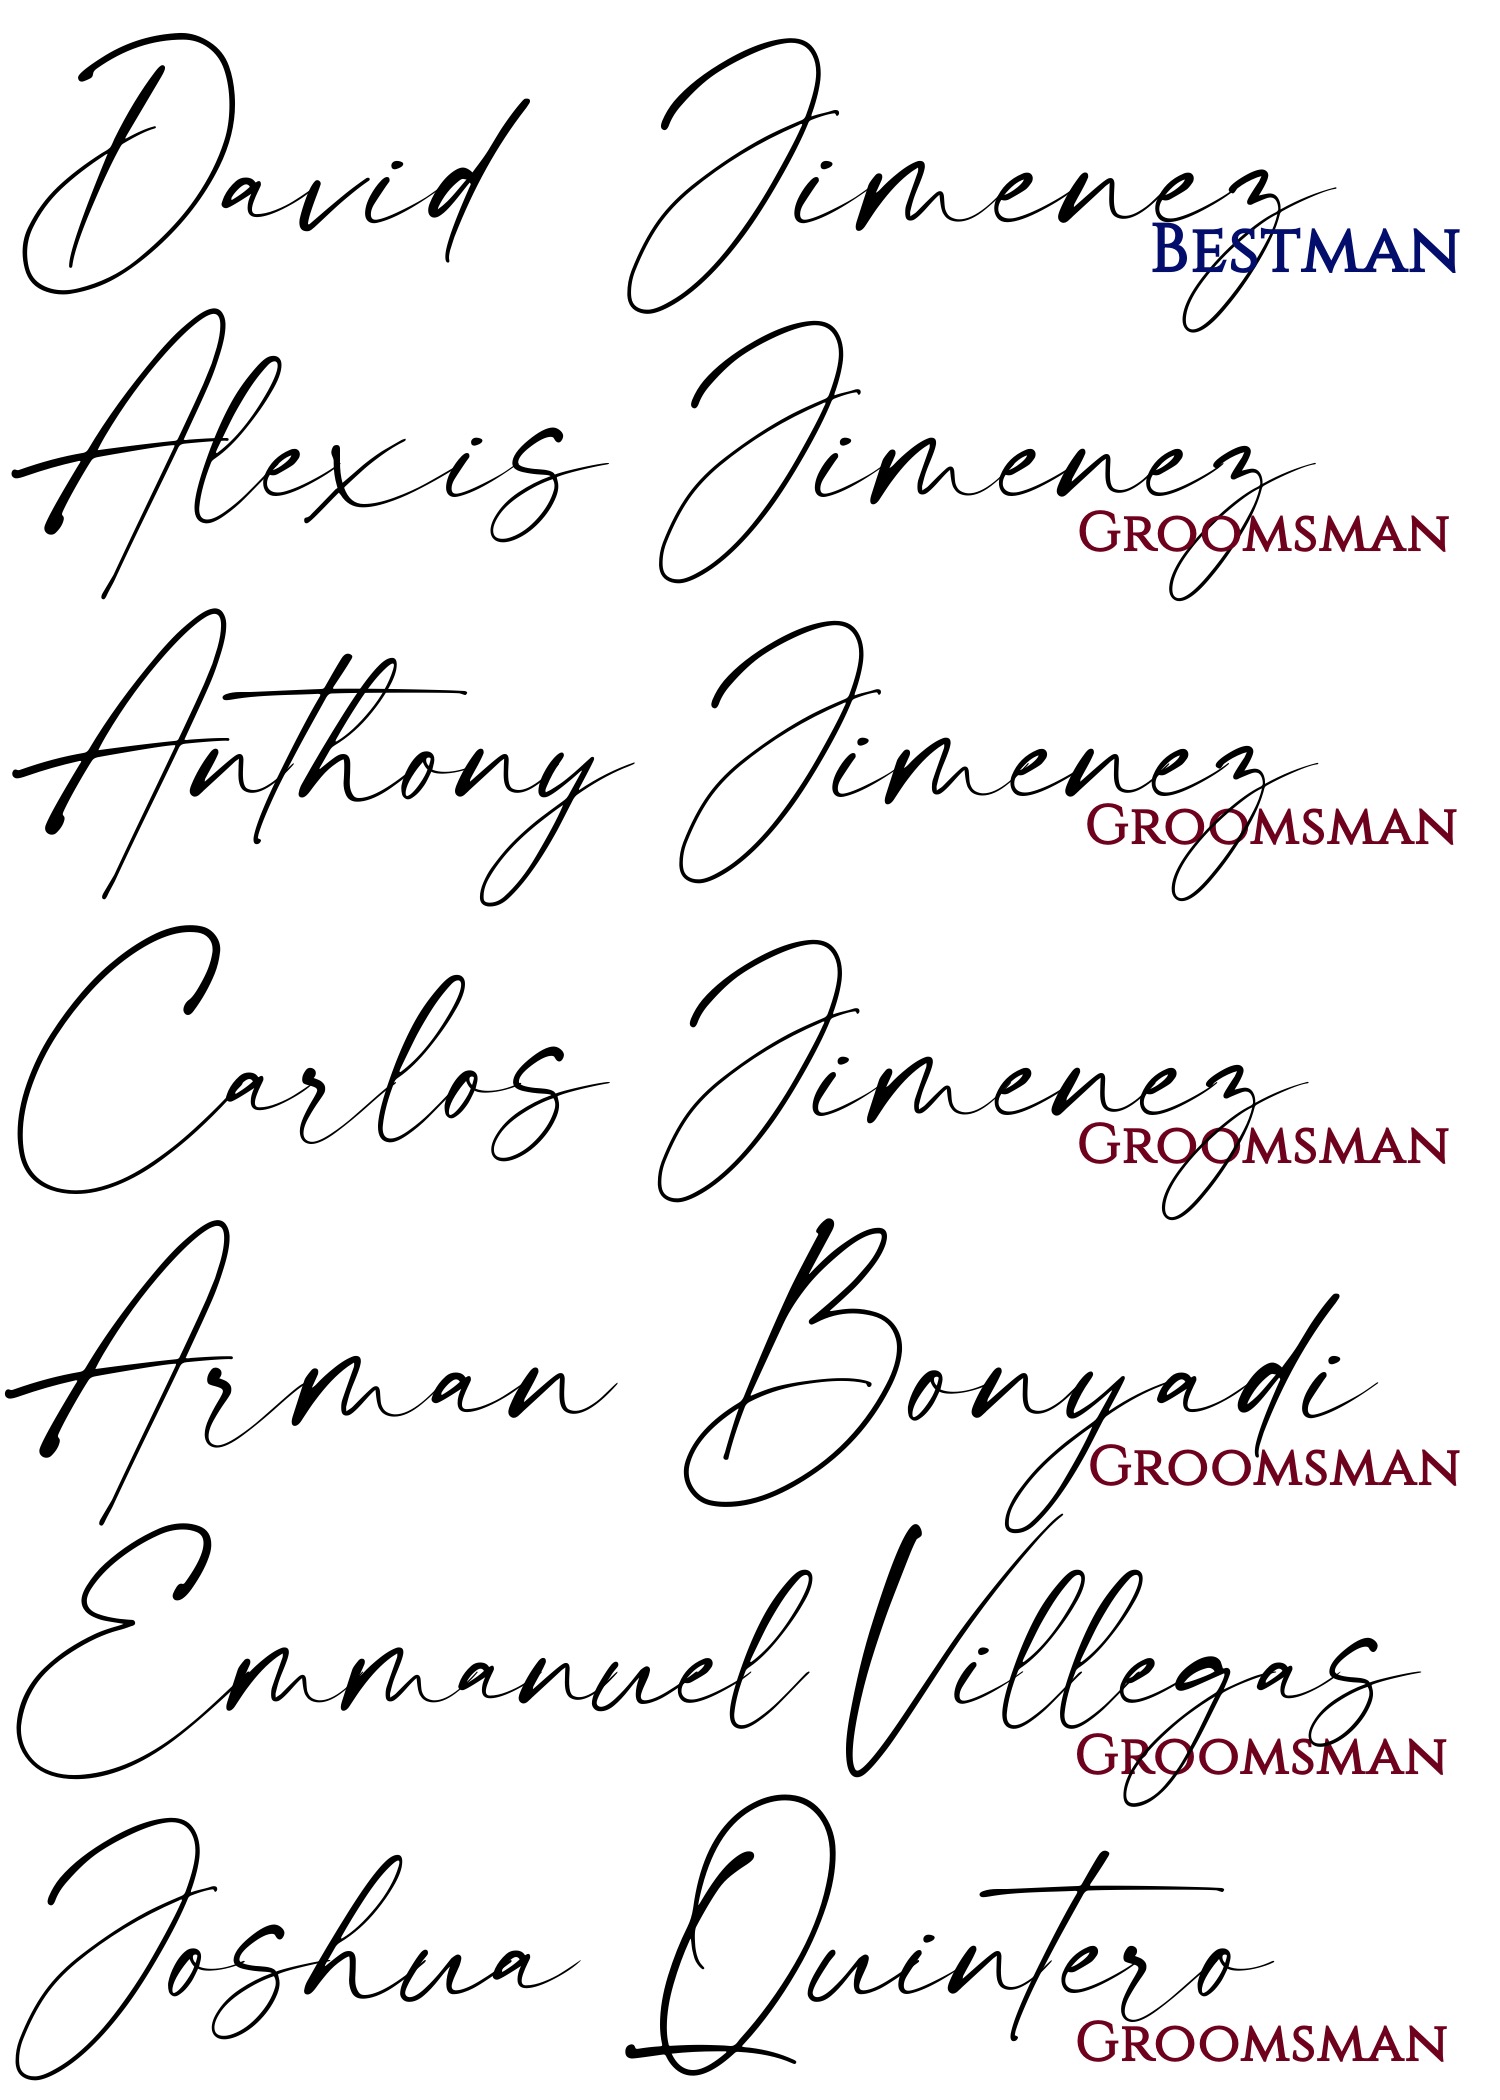 David Jimenez
BESTMAN
Alexis Jimenez
GROOMSMAN
Anthony Jimenez
GROOMSMAN
Carlos Jimenez
GROOMSMAN
Arman Bonyadi
GROOMSMAN
Emmanuel Villegas
GROOMSMAN
Joshua Quintero
GROOMSMAN